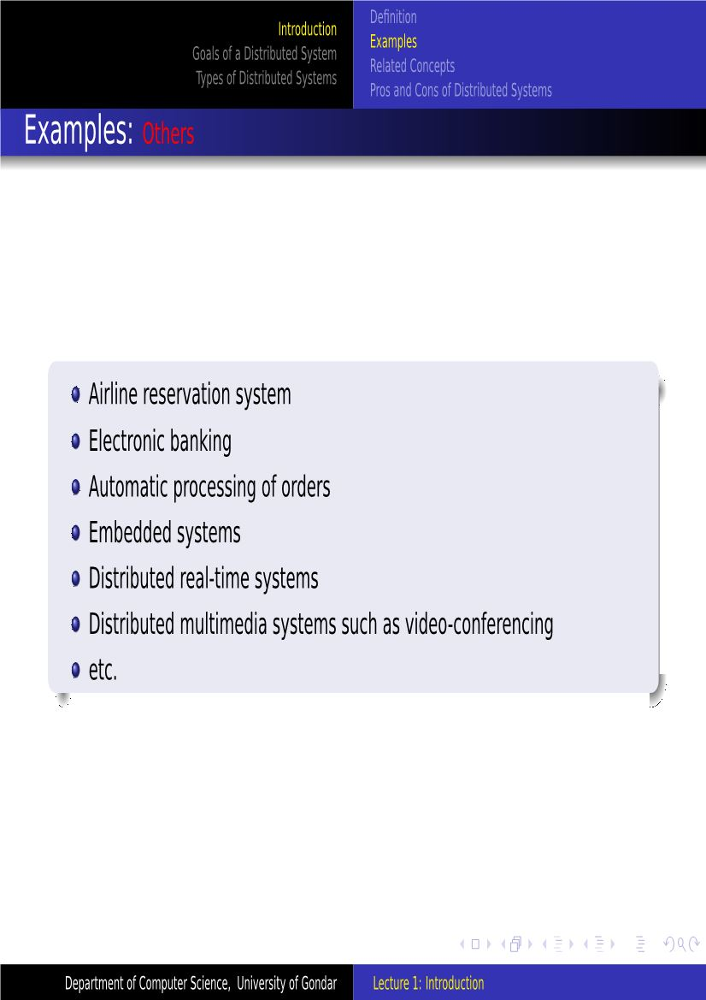 Introduction
Goals of a Distributed System
Types of Distributed Systems
Definition
Examples
Related Concepts
Pros and Cons of Distributed Systems
Examples: Others
Airline reservation system
Electronic banking
Automatic processing of orders
Embedded systems
Distributed real-time systems
Distributed multimedia systems such as video-conferencing
etc.
Department of Computer Science, University of Gondar
Lecture 1: Introduction